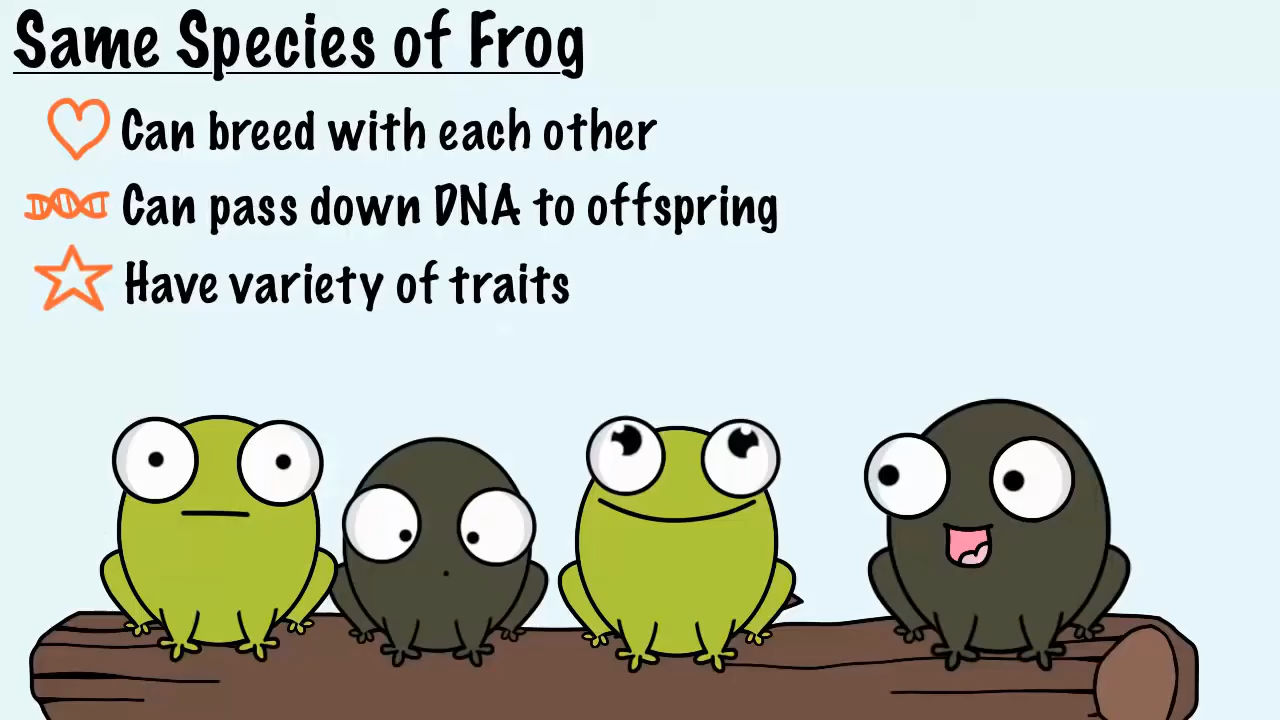 Same Species of Frog
Can breed with each other
Can pass down DNA to offspring
Have variety of traits